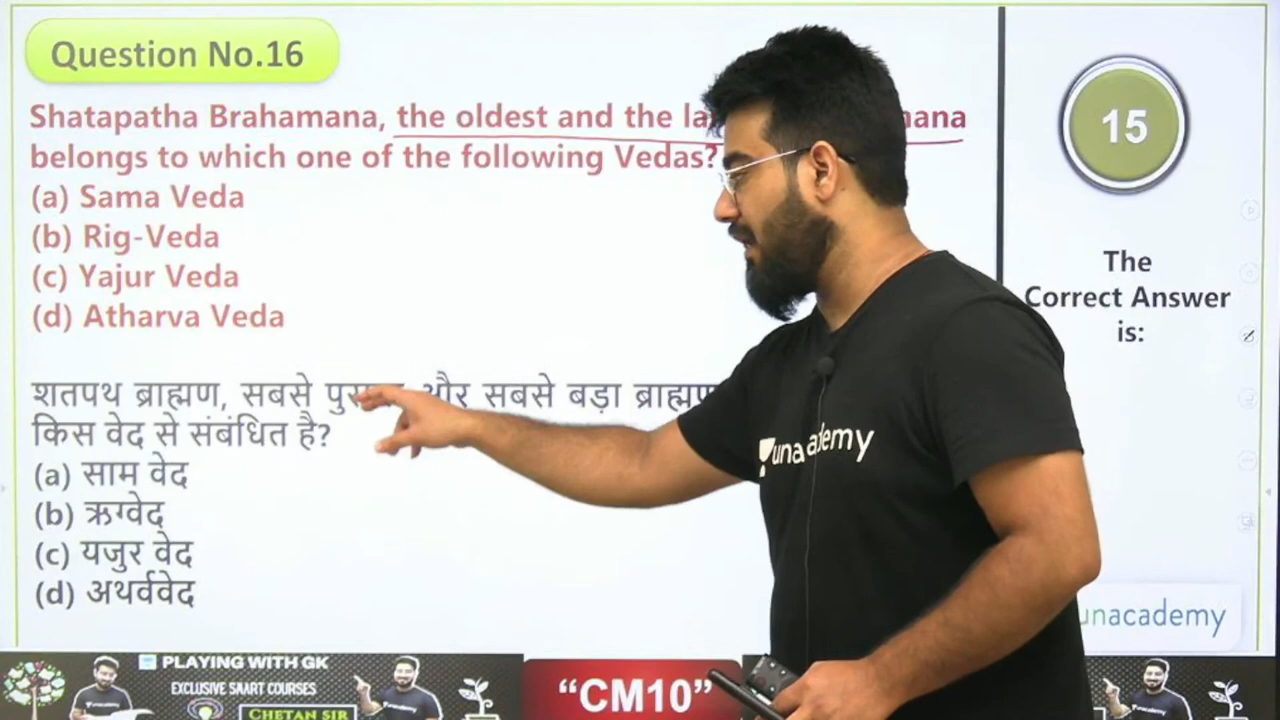 Question No.16
Shatapatha Brahamana, the oldest and the
belongs to which one of the following Vedas?
(a) Sama Veda
(b) Rig-Veda
(c) Yajur Veda
(d) Atharva Veda
शतपथ ब्राह्मण, सबसे और सबसे बड़ा ब्राह्मण
किस वेद से संबंधित है?
(a) साम वेद
(b) ऋग्वेद
(c) यजुर वेद
(d) अथर्ववेद
15
The
Correct Answer
is:
unacademy
unacademy
PLAYING WITH GK
EXCLUSIVE SAART COURSES
CHETAN SIR
“CM10”